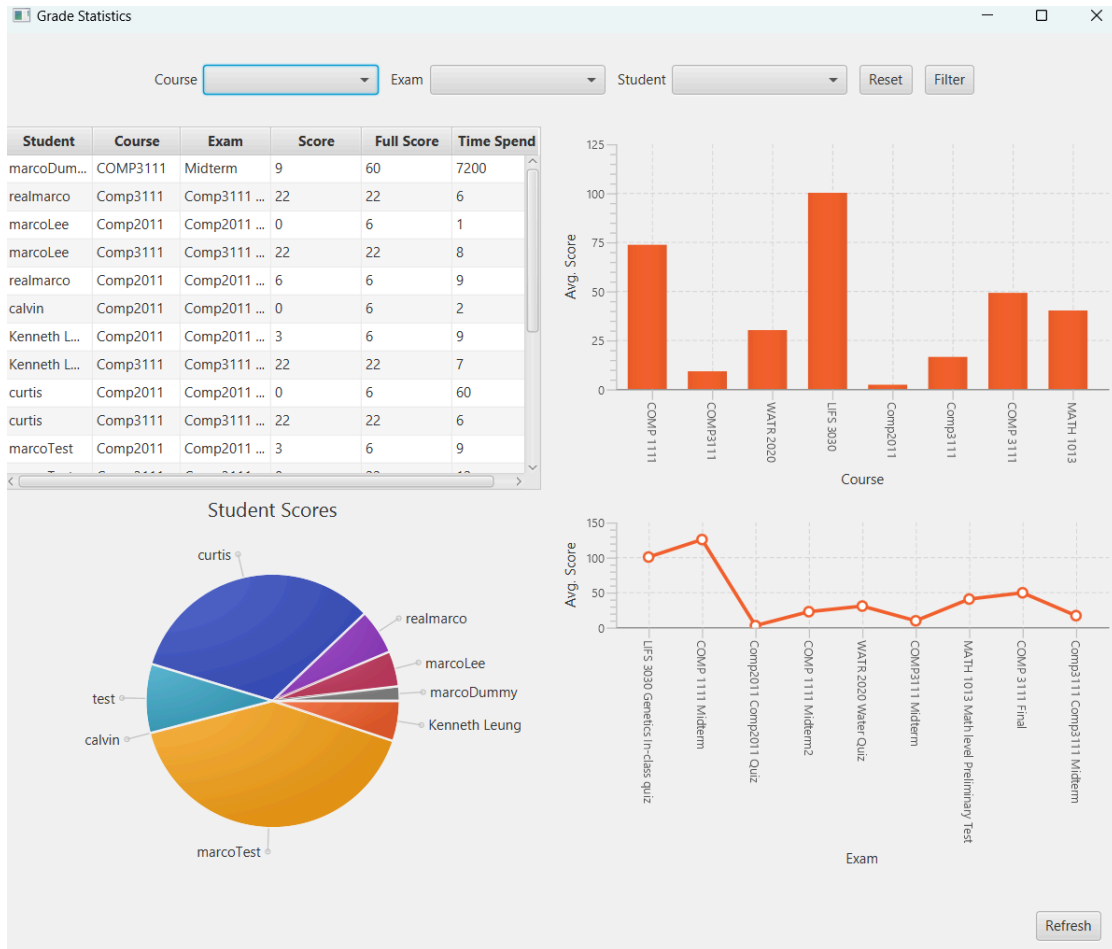 Grade Statistics
Course Exam Student Reset Filter
Student Course Exam Score Full Score Time Spend
marcoDum... COMP3111 Midterm 9 60 7200
realmarco Comp3111 Comp3111 ... 22 22 6
marcoLee Comp2011 Comp2011 ... 0 6 1
marcoLee Comp3111 Comp3111 ... 22 22 8
realmarco Comp2011 Comp2011 ... 6 6 9
calvin Comp2011 Comp2011 ... 0 6 2
Kenneth L... Comp2011 Comp2011 ... 3 6 9
Kenneth L... Comp3111 Comp3111 ... 22 22 7
curtis Comp2011 Comp2011 ... 0 6 60
curtis Comp3111 Comp3111 ... 22 22 6
marcoTest Comp2011 Comp2011 ... 3 6 9
125
100
75
50
25
0
Avg. Score
COMP 1111
COMP3111
WATR 2020
LIFS 3030
Comp2011
Comp3111
COMP 3111
MATH 1013
Course
Student Scores
curtis
realmarco
marcoLee
marcoDummy
Kenneth Leung
test
calvin
marcoTest
150
100
50
0
Avg. Score
LIFS 3030 Genetics In-class quiz
COMP 1111 Midterm
Comp2011 Comp2011 Quiz
COMP 1111 Midterm2
WATR 2020 Water Quiz
COMP3111 Midterm
MATH 1013 Math level Preliminary Test
COMP 3111 Final
Comp3111 Comp3111 Midterm
Exam
Refresh